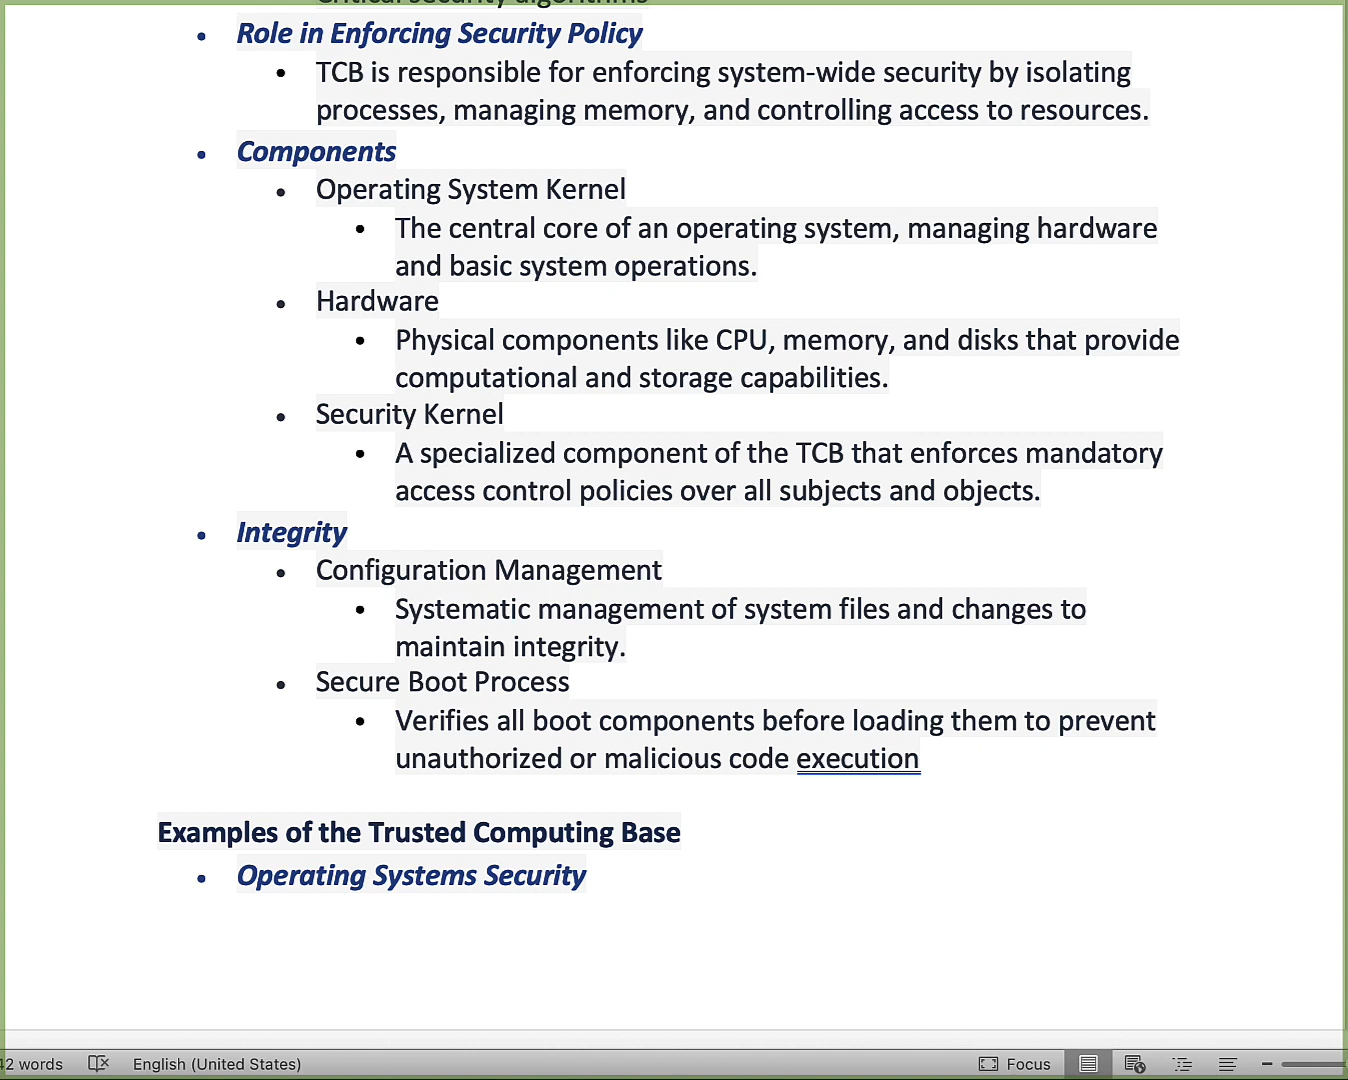 Critical security algorithms
• Role in Enforcing Security Policy
• TCB is responsible for enforcing system-wide security by isolating
processes, managing memory, and controlling access to resources.
• Components
• Operating System Kernel
• The central core of an operating system, managing hardware
and basic system operations.
• Hardware
• Physical components like CPU, memory, and disks that provide
computational and storage capabilities.
• Security Kernel
• A specialized component of the TCB that enforces mandatory
access control policies over all subjects and objects.
• Integrity
• Configuration Management
• Systematic management of system files and changes to
maintain integrity.
• Secure Boot Process
• Verifies all boot components before loading them to prevent
unauthorized or malicious code execution
Examples of the Trusted Computing Base
• Operating Systems Security
42 words English (United States) Focus